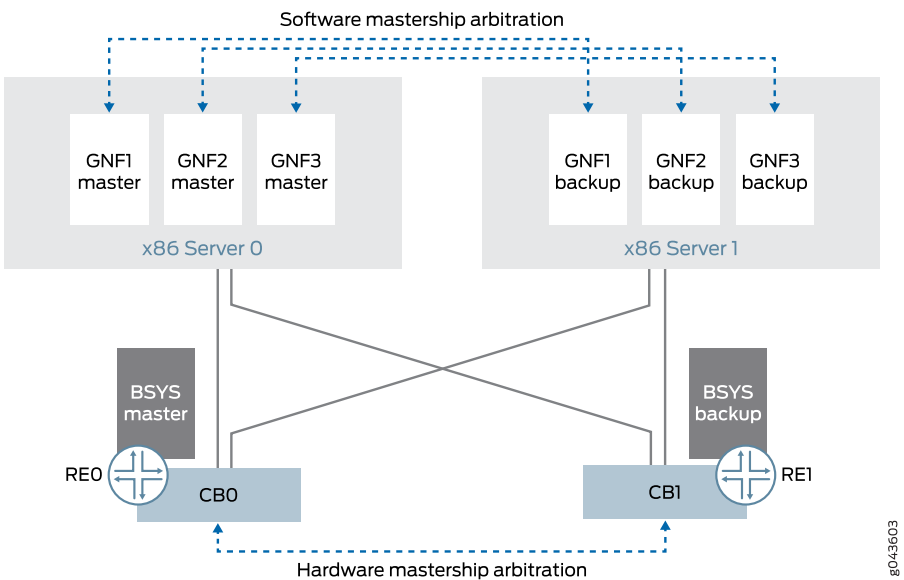 Software mastership arbitration
GNF1
master
GNF2
master
GNF3
master
GNF1
backup
GNF2
backup
GNF3
backup
x86 Server 0
x86 Server 1
BSYS
master
BSYS
backup
RE0
CB0
CB1
RE1
Hardware mastership arbitration
g043603